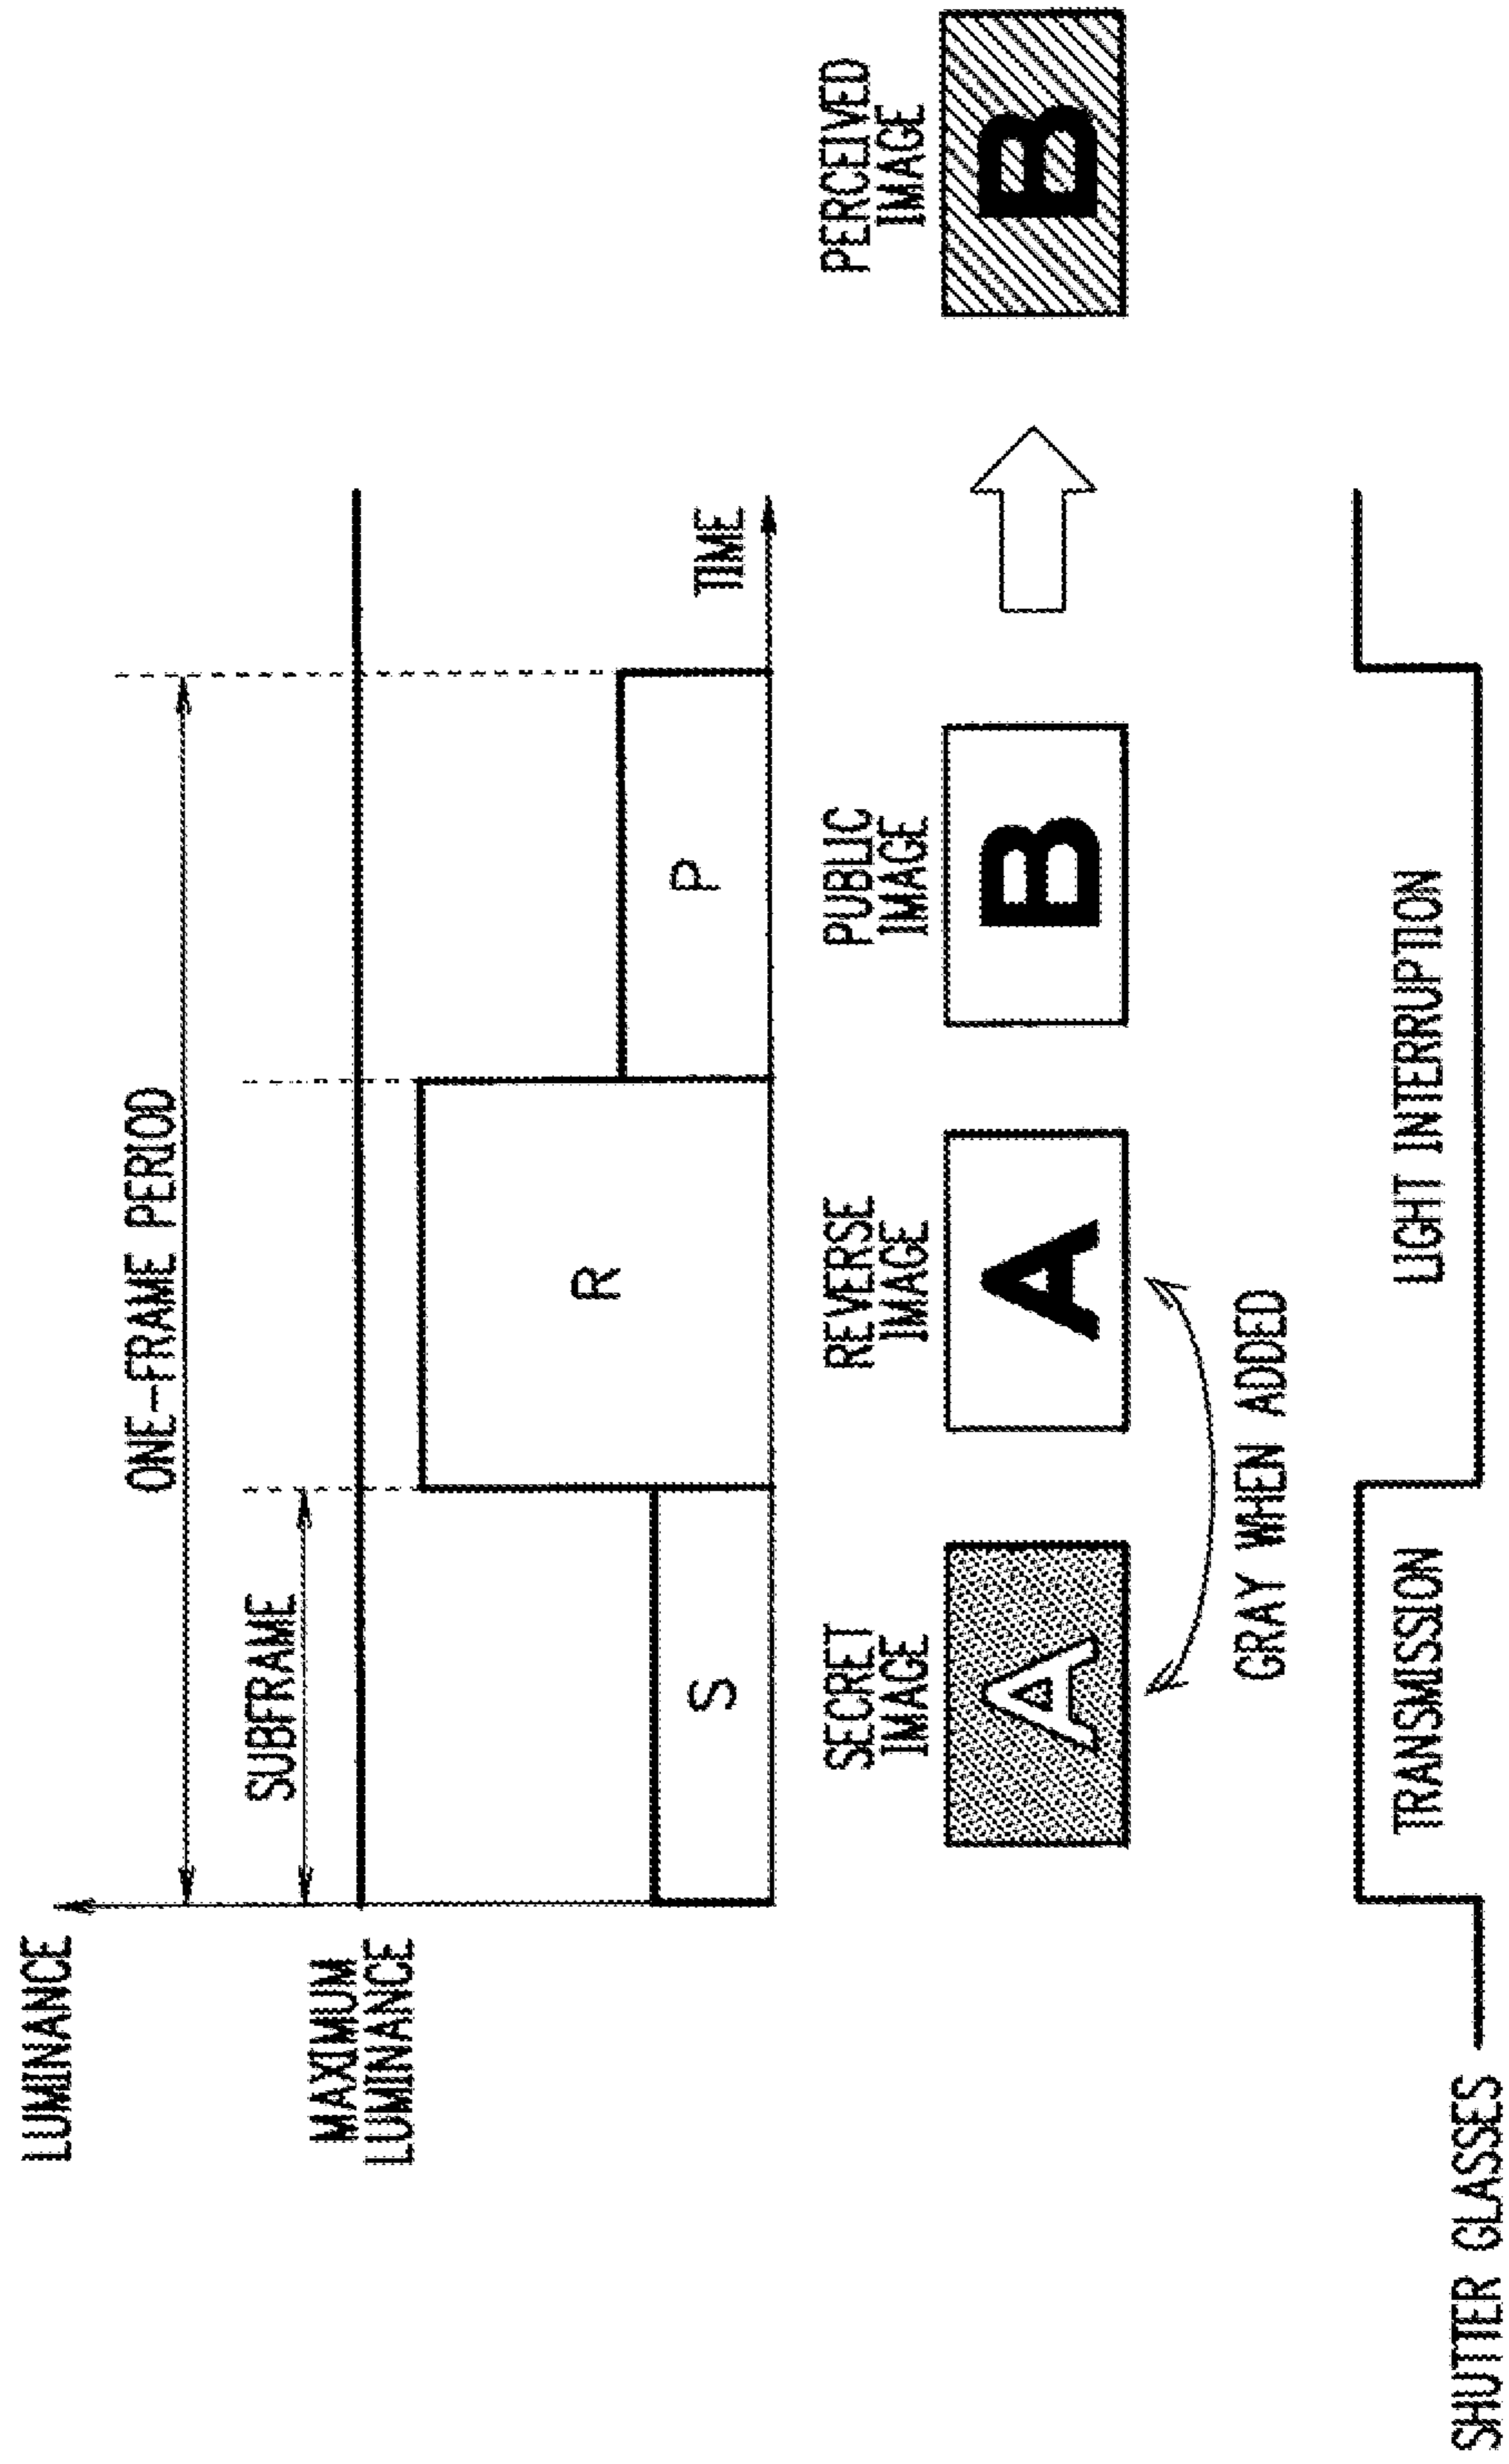 LUMINANCE
ONE-FRAME PERIOD
SUBFRAME
MAXIMUM
LUMINANCE
S
R
P
TIME
SECRET
IMAGE
REVERSE
IMAGE
PUBLIC
IMAGE
PERCEIVED
IMAGE
A
A
B
B
GRAY WHEN ADDED
TRANSMISSION
LIGHT INTERRUPTION
SHUTTER GLASSES